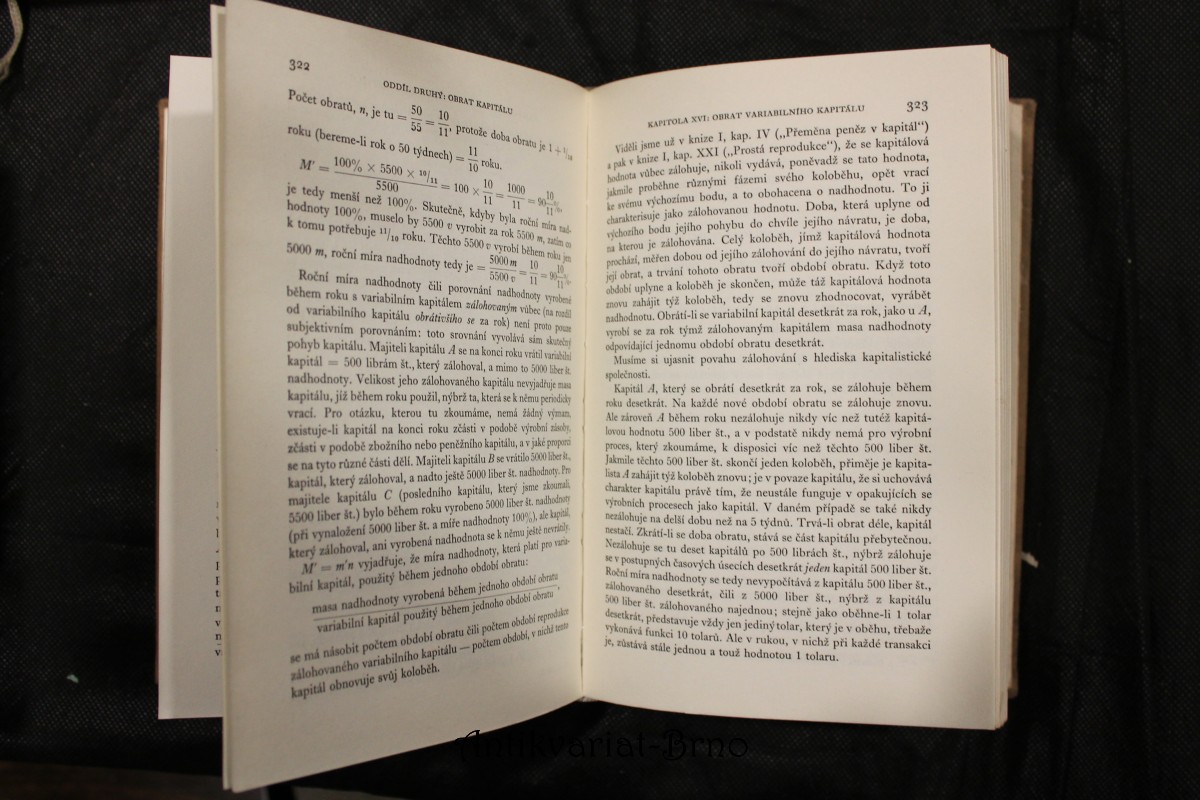 322
ODDÍL DRUHÝ: OBRAT KAPITÁLU
Počet obratů, n, je tu = 50/55 = 10/11, protože doba obratu je 1 + 1/10
roku (bereme-li rok o 50 týdnech) = 11/10 roku.
M′ = 100% × 5500 × 10/11 / 5500 = 100 × 10/11 = 1000/11 = 90 10/11 %,
je tedy menší než 100%. Skutečně, kdyby byla roční míra nad-
hodnoty 100%, muselo by 5500 v vyrobit za rok 5500 m, zatím co
k tomu potřebuje 11/10 roku. Těchto 5500 v vyrobí během roku jen
5000 m, roční míra nadhodnoty tedy je = 5000 m/5500 v = 10/11 = 90 10/11 %.
Roční míra nadhodnoty čili porovnání nadhodnoty vyrobené
během roku s variabilním kapitálem zálohovaným vůbec (na rozdíl
od variabilního kapitálu obrátivšího se za rok) není proto pouze
subjektivním porovnáním: toto srovnání vyvolává sám skutečný
pohyb kapitálu. Majiteli kapitálu A se na konci roku vrátil variabilní
kapitál = 500 librám št., který zálohoval, a mimo to 5000 liber št.
nadhodnoty. Velikost jeho zálohovaného kapitálu nevyjadřuje masa
kapitálu, jíž během roku použil, nýbrž ta, která se k němu periodicky
vrací. Pro otázku, kterou tu zkoumáme, nemá žádný význam,
existuje-li kapitál na konci roku zčásti v podobě výrobní zásoby,
zčásti v podobě zbožního nebo peněžního kapitálu, a v jaké proporci
se na tyto různé části dělí. Majiteli kapitálu B se vrátilo 5000 liber št.,
kapitál, který zálohoval, a nadto ještě 5000 liber št. nadhodnoty. Pro
majitele kapitálu C (posledního kapitálu, který jsme zkoumali,
5500 liber št.) bylo během roku vyrobeno 5000 liber št. nadhodnoty
(při vynaložení 5000 liber št. a míře nadhodnoty 100%), ale kapitál,
který zálohoval, ani vyrobená nadhodnota se k němu ještě nevrátily.
M′ = m′n vyjadřuje, že míra nadhodnoty, která platí pro varia-
bilní kapitál, použitý během jednoho období obratu:
masa nadhodnoty vyrobená během jednoho období obratu
variabilní kapitál použitý během jednoho období obratu,
se má násobit počtem období obratu čili počtem období reprodukce
zálohovaného variabilního kapitálu — počtem období, v nichž tento
kapitál obnovuje svůj koloběh.
KAPITOLA XVI: OBRAT VARIABILNÍHO KAPITÁLU
323
Viděli jsme už v knize I, kap. IV („Přeměna peněz v kapitál“)
a pak v knize I, kap. XXI („Prostá reprodukce“), že se kapitálová
hodnota vůbec zálohuje, nikoli vydává, poněvadž se tato hodnota,
jakmile proběhne různými fázemi svého koloběhu, opět vrací
ke svému výchozímu bodu, a to obohacena o nadhodnotu. To ji
charakterisuje jako zálohovanou hodnotu. Doba, která uplyne od
výchozího bodu jejího pohybu do chvíle jejího návratu, je doba,
na kterou je zálohována. Celý koloběh, jímž kapitálová hodnota
prochází, měřen dobou od jejího zálohování do jejího návratu, tvoří
její obrat, a trvání tohoto obratu tvoří období obratu. Když toto
období uplyne a koloběh je skončen, může táž kapitálová hodnota
znovu zahájit týž koloběh, tedy se znovu zhodnocovat, vyrábět
nadhodnotu. Obrátí-li se variabilní kapitál desetkrát za rok, jako u A,
vyrobí se za rok týmž zálohovaným kapitálem masa nadhodnoty
odpovídající jednomu období obratu desetkrát.
Musíme si ujasnit povahu zálohování s hlediska kapitalistické
společnosti.
Kapitál A, který se obrátí desetkrát za rok, se zálohuje během
roku desetkrát. Na každé nové období obratu se zálohuje znovu.
Ale zároveň A během roku nezálohuje nikdy víc než tutéž kapitá-
lovou hodnotu 500 liber št., a v podstatě nikdy nemá pro výrobní
proces, který zkoumáme, k disposici víc než těchto 500 liber št.
Jakmile těchto 500 liber št. skončí jeden koloběh, přiměje je kapita-
lista A zahájit týž koloběh znovu; je v povaze kapitálu, že si uchovává
charakter kapitálu právě tím, že neustále funguje v opakujících se
výrobních procesech jako kapitál. V daném případě se také nikdy
nezálohuje na delší dobu než na 5 týdnů. Trvá-li obrat déle, kapitál
nestačí. Zkrátí-li se doba obratu, stává se část kapitálu přebytečnou.
Nezálohuje se tu deset kapitálů po 500 librách št., nýbrž zálohuje
se v postupných časových úsecích desetkrát jeden kapitál 500 liber št.
Roční míra nadhodnoty se tedy nevypočítává z kapitálu 500 liber št.,
zálohovaného desetkrát, čili z 5000 liber št., nýbrž z kapitálu
500 liber št. zálohovaného najednou; stejně jako oběhne-li 1 tolar
desetkrát, představuje vždy jen jediný tolar, který je v oběhu, třebaže
vykonává funkci 10 tolarů. Ale v rukou, v nichž při každé transakci
je, zůstává stále jednou a touž hodnotou 1 tolaru.
Antikvariat-Brno